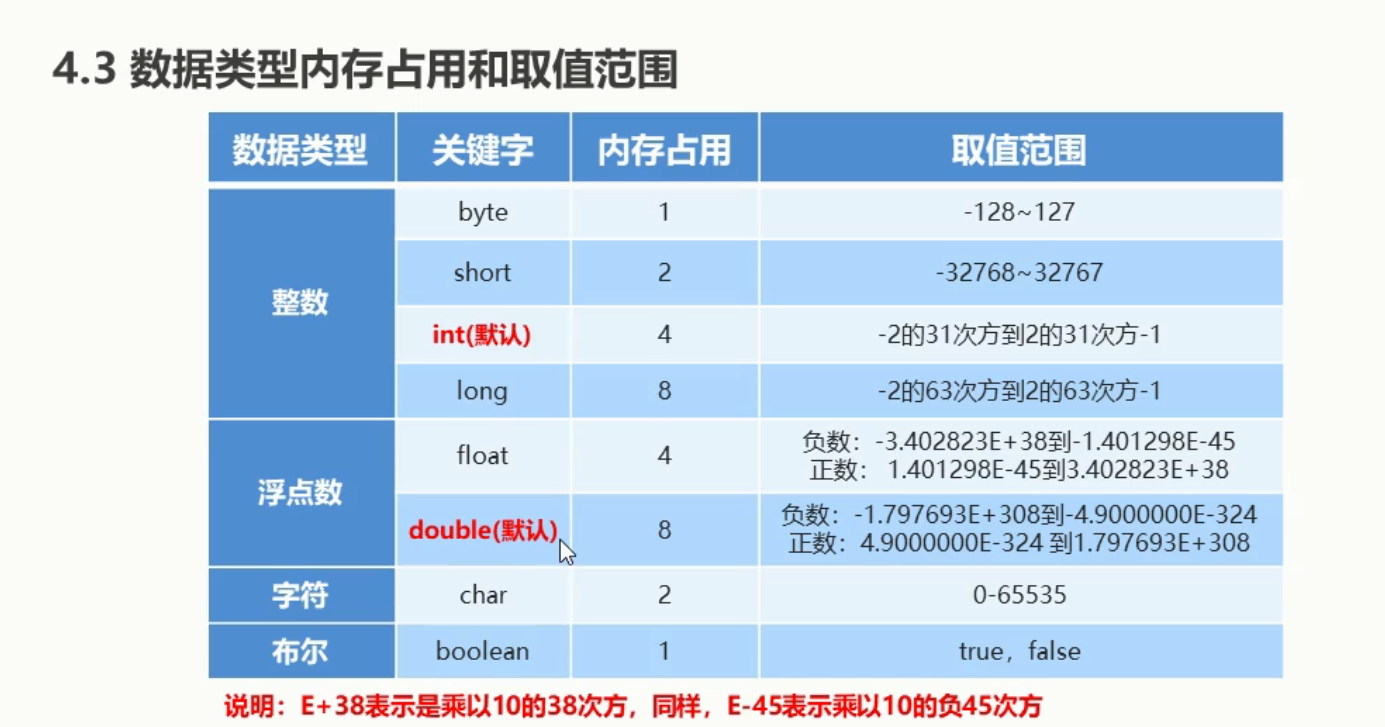 4.3 数据类型内存占用和取值范围
数据类型 关键字 内存占用 取值范围
整数
byte 1 -128~127
short 2 -32768~32767
int(默认) 4 -2的31次方到2的31次方-1
long 8 -2的63次方到2的63次方-1
浮点数
float 4 负数：-3.402823E+38到-1.401298E-45
正数： 1.401298E-45到3.402823E+38
double(默认) 8 负数：-1.797693E+308到-4.9000000E-324
正数：4.9000000E-324 到1.797693E+308
字符 char 2 0-65535
布尔 boolean 1 true，false
说明：E+38表示是乘以10的38次方，同样，E-45表示乘以10的负45次方